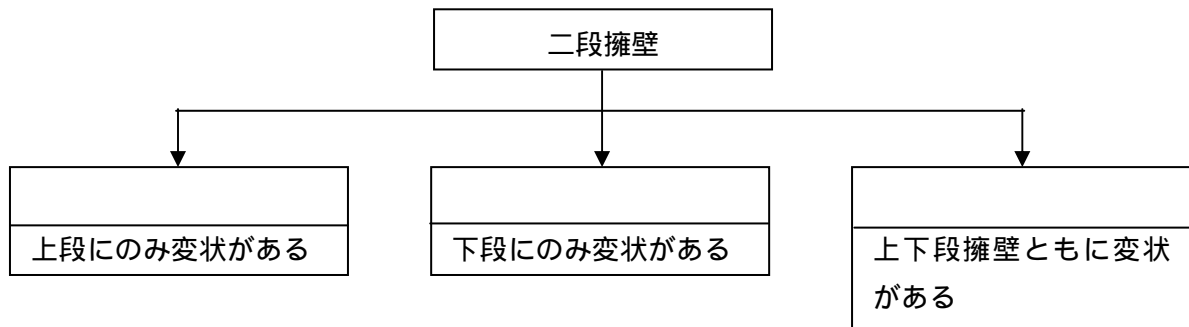 二段擁壁
上段にのみ変状がある
下段にのみ変状がある
上下段擁壁ともに変状
がある